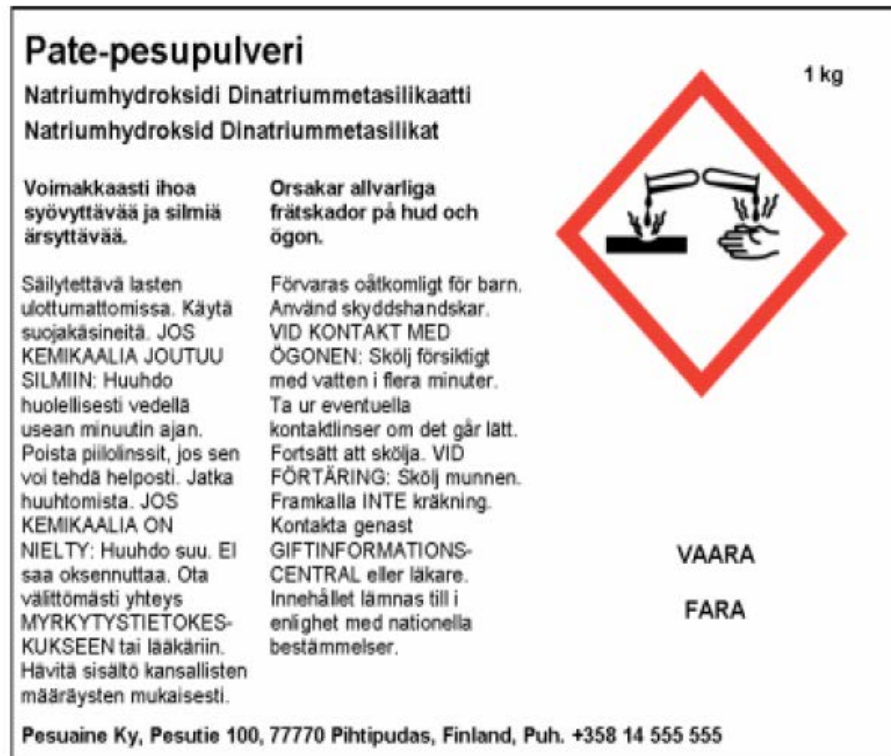 Pate-pesupulveri
1 kg
Natriumhydroksidi Dinatriummetasilikaatti
Natriumhydroksid Dinatriummetasilikat
Voimakkaasti ihoa
syövyttävää ja silmiä
ärsyttävää.
Säilytettävä lasten
ulottumattomissa. Käytä
suojakäsineitä. JOS
KEMIKAALIA JOUTUU
SILMIIN: Huuhdo
huolellisesti vedellä
usean minuutin ajan.
Poista piilolinssit, jos sen
voi tehdä helposti. Jatka
huuhtomista. JOS
KEMIKAALIA ON
NIELTY: Huuhdo suu. EI
saa oksennuttaa. Ota
välittömästi yhteys
MYRKYTYSTIETOKES-
KUKSEEN tai lääkäriin.
Hävitä sisältö kansallisten
määräysten mukaisesti.
Orsakar allvarliga
frätskador på hud och
ögon.
Förvaras oåtkomligt för barn.
Använd skyddshandskar.
VID KONTAKT MED
ÖGONEN: Skölj försiktigt
med vatten i flera minuter.
Ta ur eventuella
kontaktlinser om det går lätt.
Fortsätt att skölja. VID
FÖRTÄRING: Skölj munnen.
Framkalla INTE kräkning.
Kontakta genast
GIFTINFORMATIONS-
CENTRAL eller läkare.
Innehållet lämnas till i
enlighet med nationella
bestämmelser.
VAARA
FARA
Pesuaine Ky, Pesutie 100, 77770 Pihtipudas, Finland, Puh. +358 14 555 555